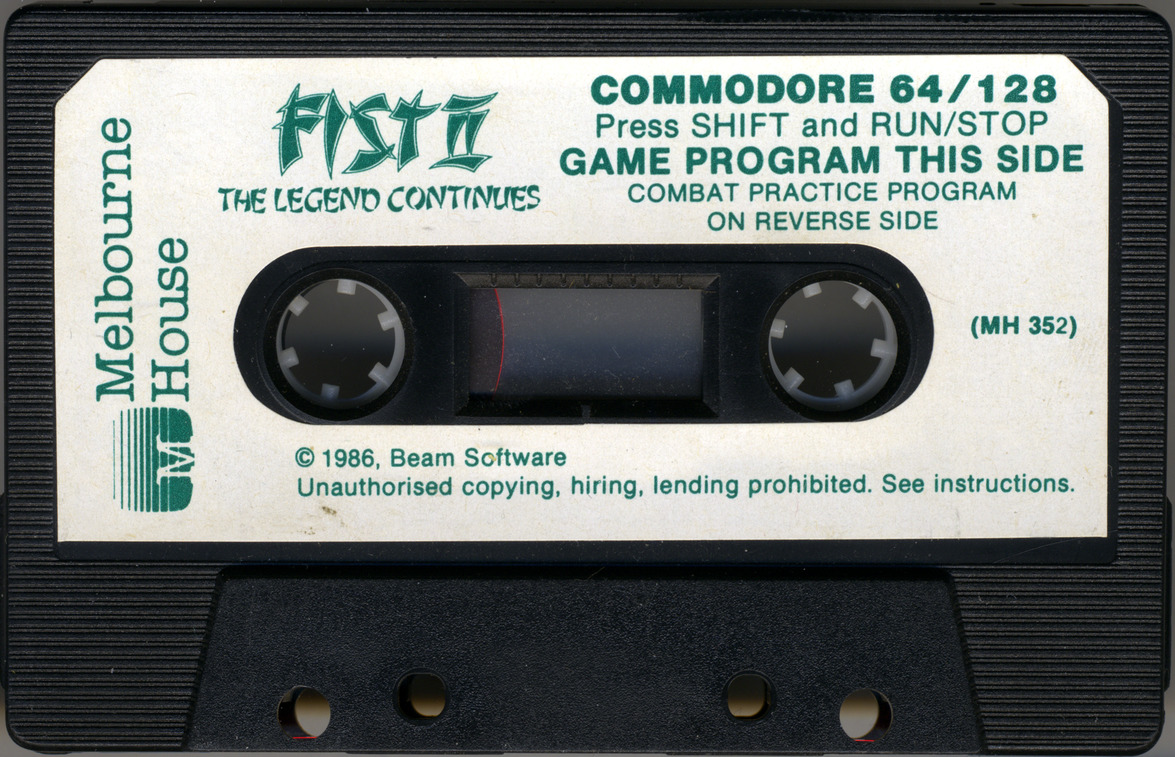 FIST II
THE LEGEND CONTINUES
COMMODORE 64/128
Press SHIFT and RUN/STOP
GAME PROGRAM THIS SIDE
COMBAT PRACTICE PROGRAM
ON REVERSE SIDE
Melbourne
House
M
(MH 352)
© 1986, Beam Software
Unauthorised copying, hiring, lending prohibited. See instructions.